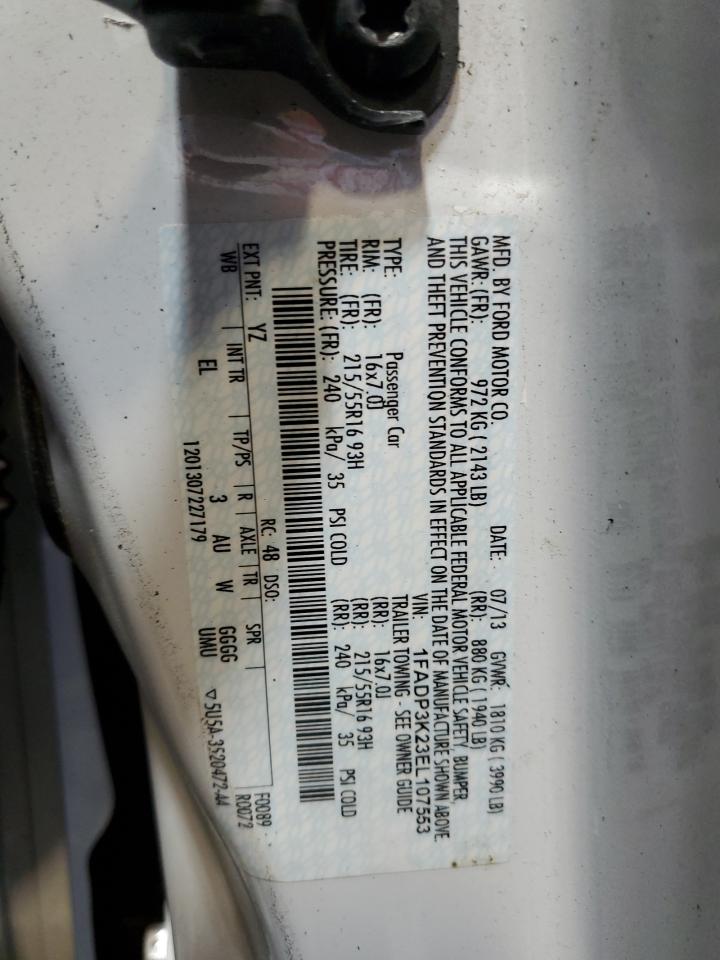 MFD. BY FORD MOTOR CO. DATE: 07/13 GVWR: 1810 KG ( 3990 LB)
GAWR: (FR): 972 KG ( 2143 LB) (RR): 880 KG ( 1940 LB)
THIS VEHICLE CONFORMS TO ALL APPLICABLE FEDERAL MOTOR VEHICLE SAFETY, BUMPER,
AND THEFT PREVENTION STANDARDS IN EFFECT ON THE DATE OF MANUFACTURE SHOWN ABOVE.
VIN: 1FADP3K23EL107553
TYPE: Passenger Car TRAILER TOWING - SEE OWNER GUIDE
RIM: (FR): 16x7.0J (RR): 16x7.0J
TIRE: (FR): 215/55R16 93H (RR): 215/55R16 93H
PRESSURE: (FR): 240 kPa/ 35 PSI COLD (RR): 240 kPa/ 35 PSI COLD
RC: 48 DSO: F0089
EXT PNT: YZ R0072
WB INT TR TP/PS R AXLE TR SPR
EL 3 AU W GGGG
1201307227179 UMU ▽5U5A-3520472-AA